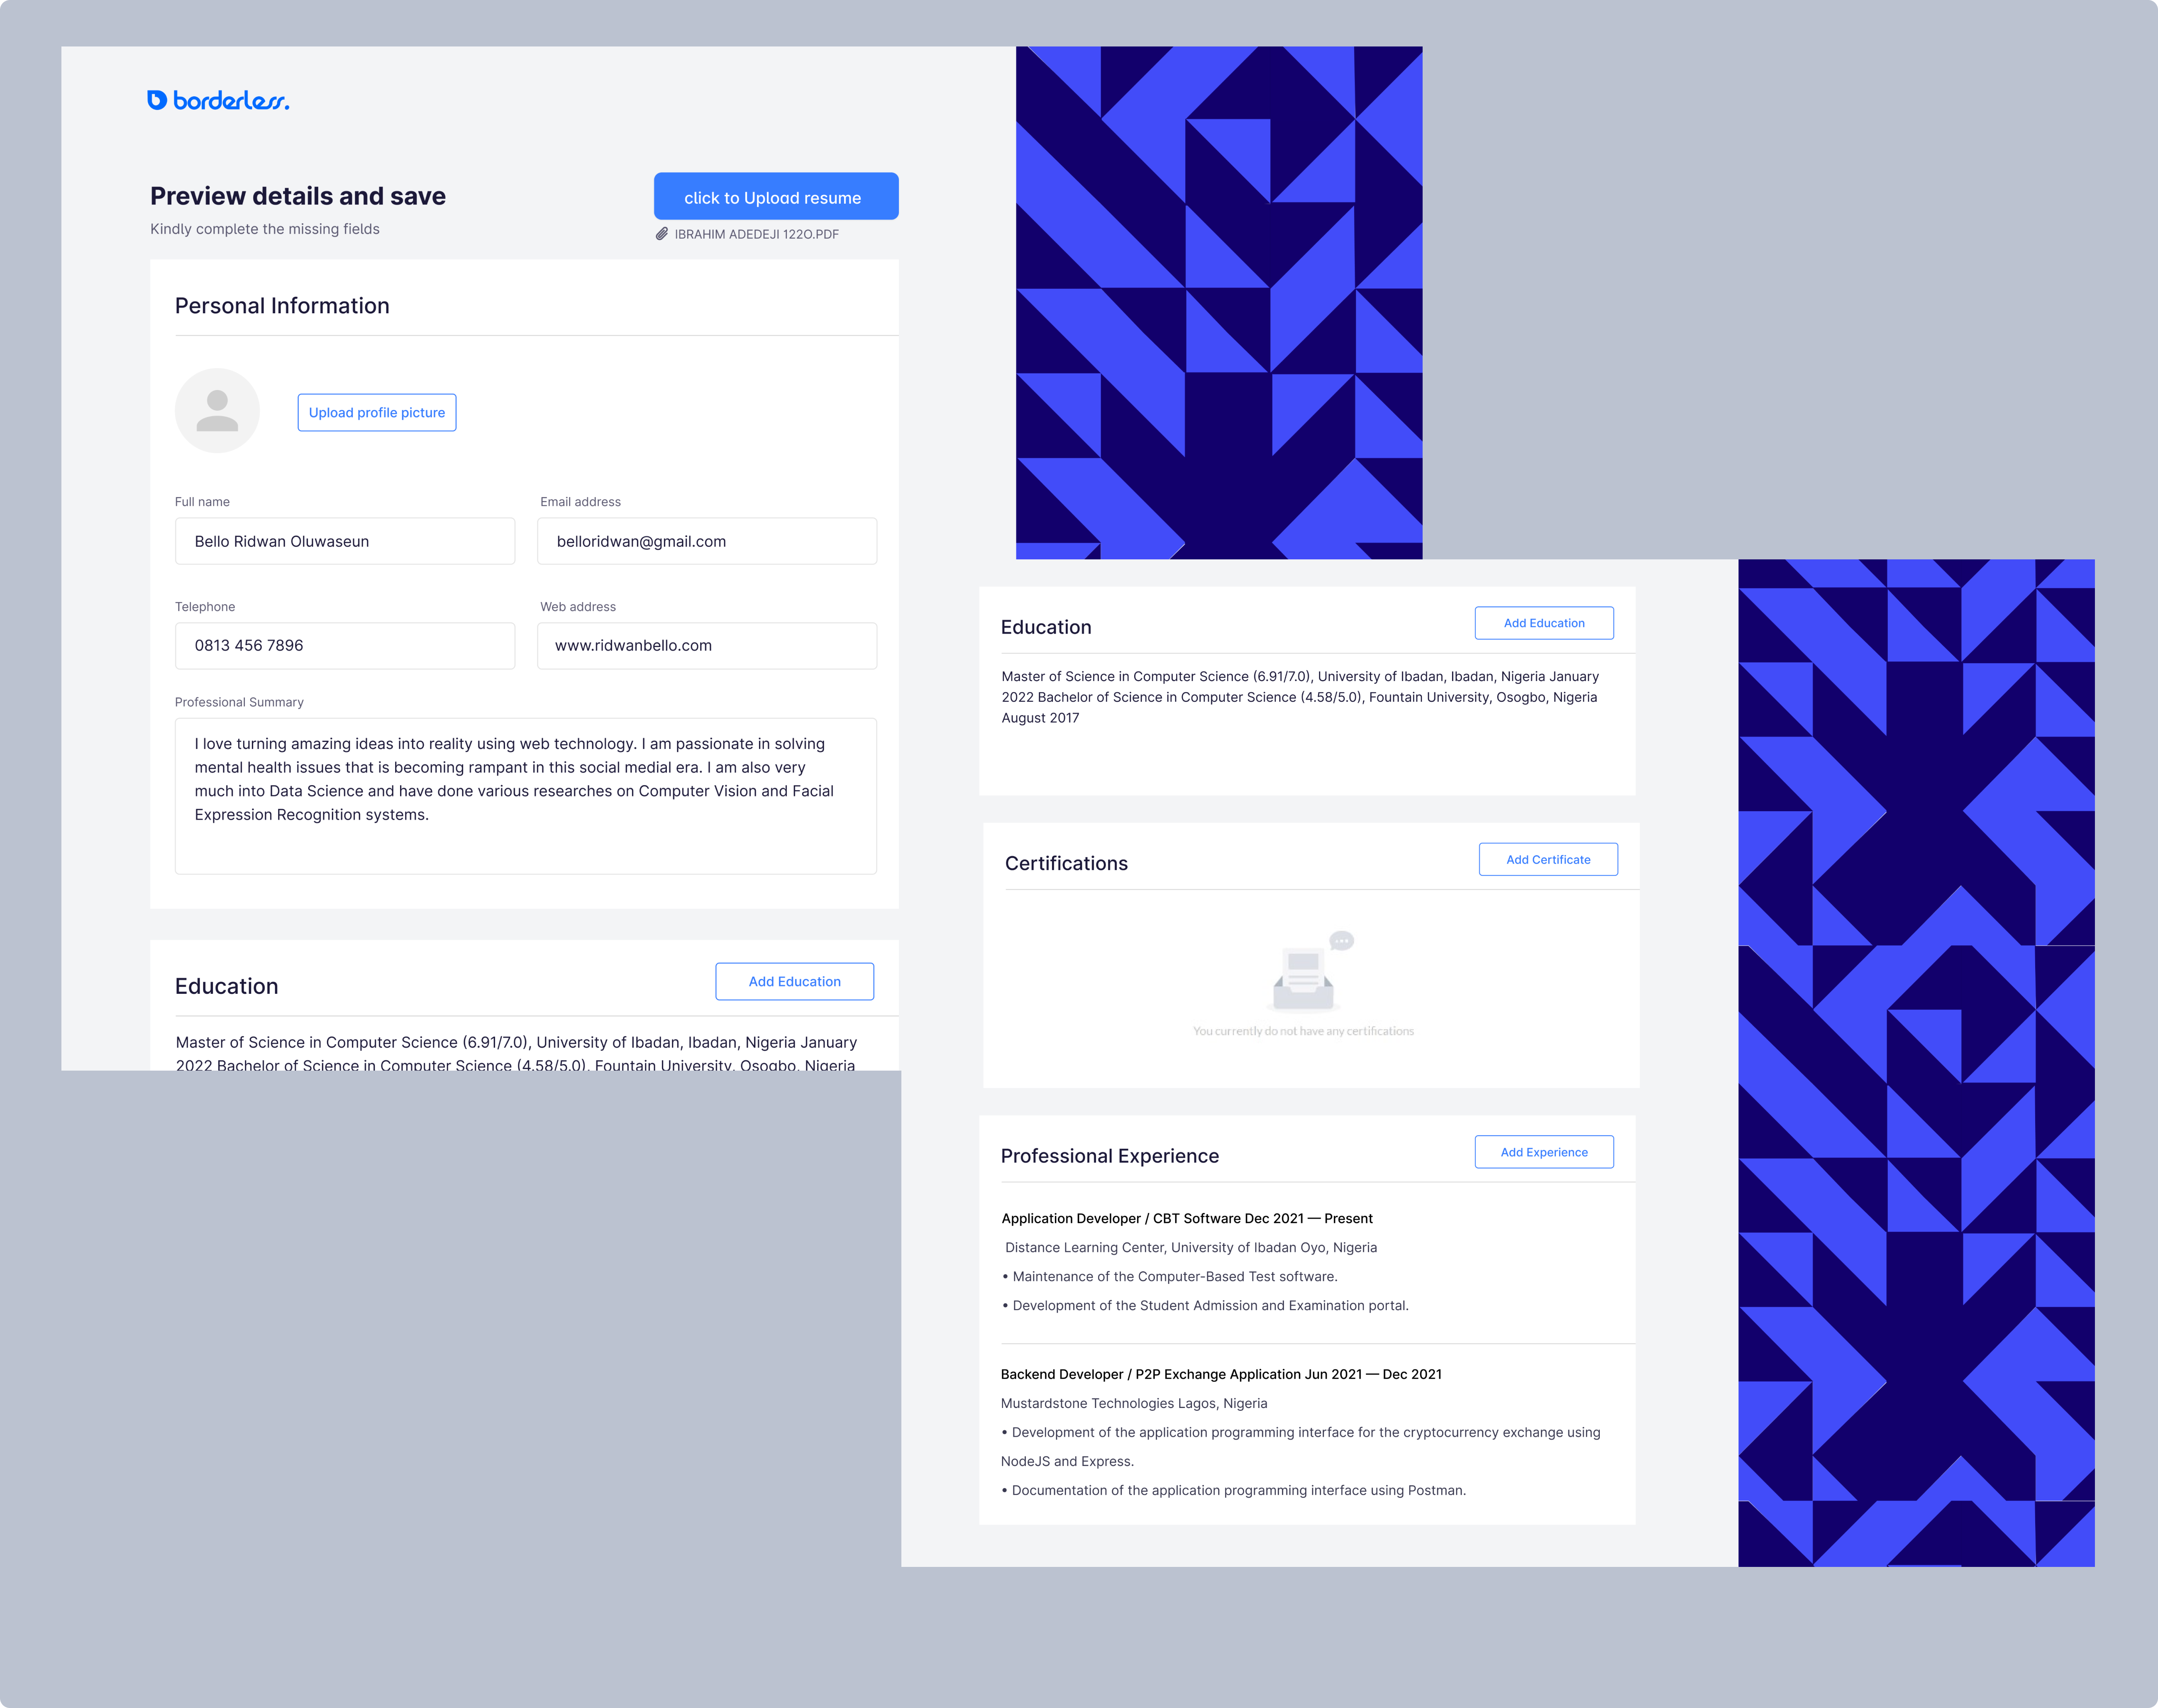 borderless.
Preview details and save
Kindly complete the missing fields
click to Upload resume
IBRAHIM ADEDEJI 122O.PDF
Personal Information
Upload profile picture
Full name
Bello Ridwan Oluwaseun
Email address
belloridwan@gmail.com
Telephone
0813 456 7896
Web address
www.ridwanbello.com
Professional Summary
I love turning amazing ideas into reality using web technology. I am passionate in solving
mental health issues that is becoming rampant in this social medial era. I am also very
much into Data Science and have done various researches on Computer Vision and Facial
Expression Recognition systems.
Education
Add Education
Master of Science in Computer Science (6.91/7.0), University of Ibadan, Ibadan, Nigeria January
2022 Bachelor of Science in Computer Science (4.58/5.0), Fountain University, Osogbo, Nigeria
Education
Add Education
Master of Science in Computer Science (6.91/7.0), University of Ibadan, Ibadan, Nigeria January
2022 Bachelor of Science in Computer Science (4.58/5.0), Fountain University, Osogbo, Nigeria
August 2017
Certifications
Add Certificate
You currently do not have any certifications
Professional Experience
Add Experience
Application Developer / CBT Software Dec 2021 — Present
Distance Learning Center, University of Ibadan Oyo, Nigeria
• Maintenance of the Computer-Based Test software.
• Development of the Student Admission and Examination portal.
Backend Developer / P2P Exchange Application Jun 2021 — Dec 2021
Mustardstone Technologies Lagos, Nigeria
• Development of the application programming interface for the cryptocurrency exchange using
NodeJS and Express.
• Documentation of the application programming interface using Postman.